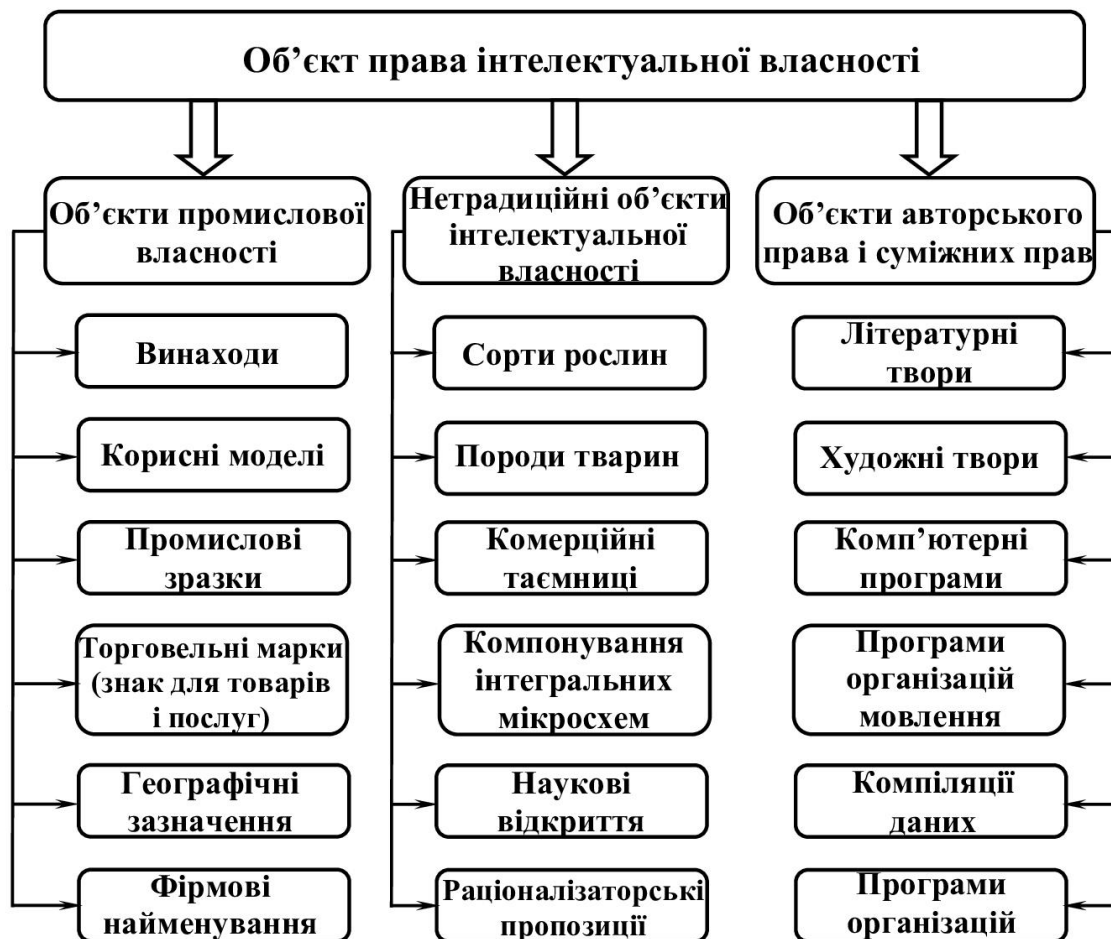 Об’єкт права інтелектуальної власності
Об’єкти промислової
власності
Нетрадиційні об’єкти
інтелектуальної
власності
Об’єкти авторського
права і суміжних прав
Винаходи
Сорти рослин
Літературні
твори
Корисні моделі
Породи тварин
Художні твори
Промислові
зразки
Комерційні
таємниці
Комп’ютерні
програми
Торговельні марки
(знак для товарів
і послуг)
Компонування
інтегральних
мікросхем
Програми
організацій
мовлення
Географічні
зазначення
Наукові
відкриття
Компіляції
даних
Фірмові
найменування
Раціоналізаторські
пропозиції
Програми
організацій